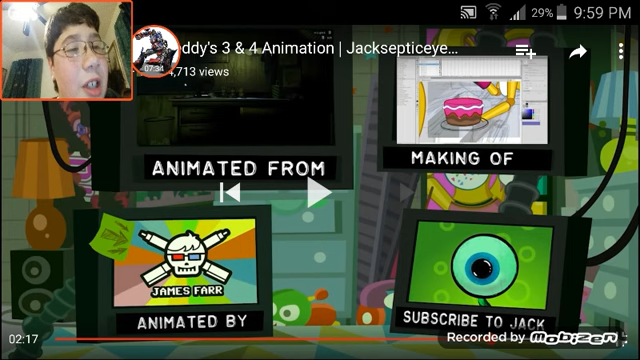 29% 9:59 PM
eddy's 3 & 4 Animation | Jacksepticeye…
07:34
4,713 views
ANIMATED FROM
MAKING OF
JAMES FARR
ANIMATED BY
SUBSCRIBE TO JACK
02:17
Recorded by Mobizen